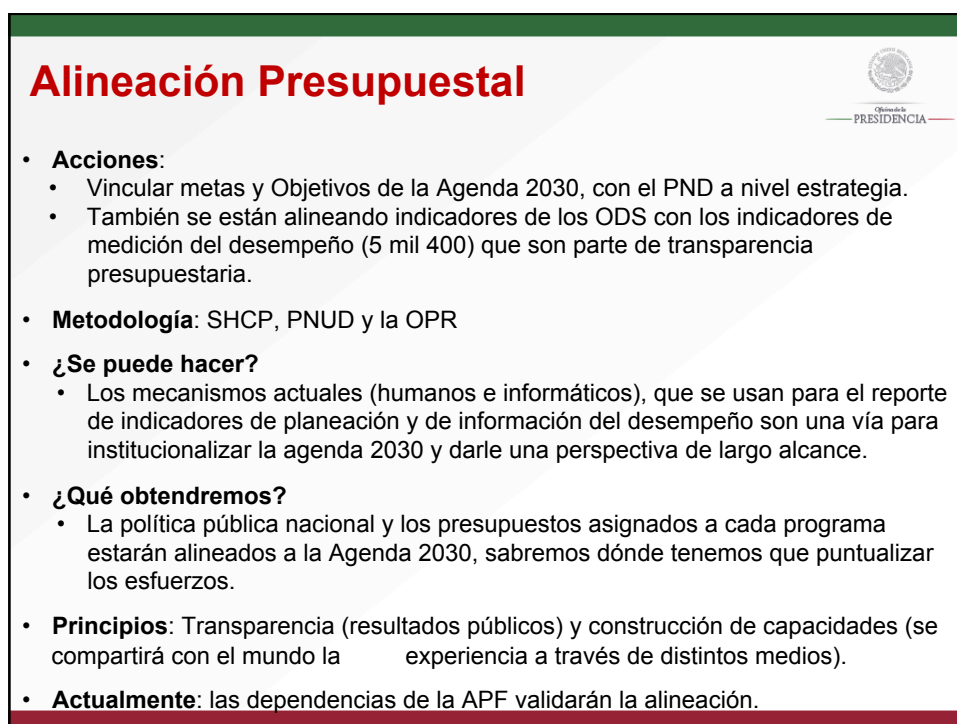 Alineación Presupuestal
Oficina de la
PRESIDENCIA
• Acciones:
• Vincular metas y Objetivos de la Agenda 2030, con el PND a nivel estrategia.
• También se están alineando indicadores de los ODS con los indicadores de
medición del desempeño (5 mil 400) que son parte de transparencia
presupuestaria.
• Metodología: SHCP, PNUD y la OPR
• ¿Se puede hacer?
• Los mecanismos actuales (humanos e informáticos), que se usan para el reporte
de indicadores de planeación y de información del desempeño son una vía para
institucionalizar la agenda 2030 y darle una perspectiva de largo alcance.
• ¿Qué obtendremos?
• La política pública nacional y los presupuestos asignados a cada programa
estarán alineados a la Agenda 2030, sabremos dónde tenemos que puntualizar
los esfuerzos.
• Principios: Transparencia (resultados públicos) y construcción de capacidades (se
compartirá con el mundo la experiencia a través de distintos medios).
• Actualmente: las dependencias de la APF validarán la alineación.